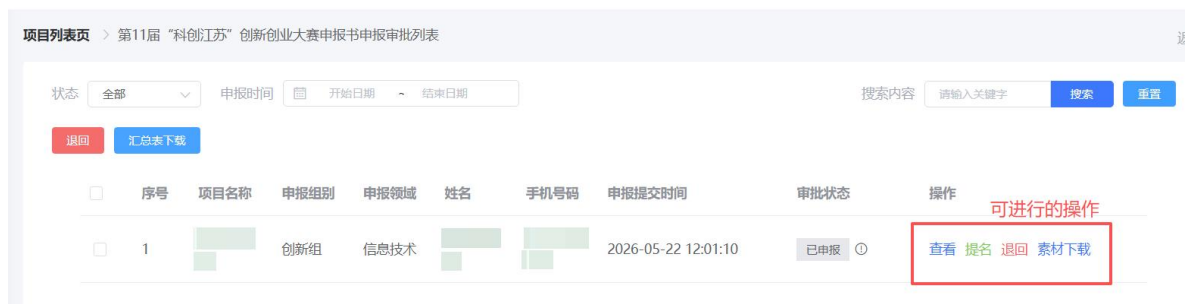 项目列表页 > 第11届“科创江苏”创新创业大赛申报书申报审批列表
状态 全部 申报时间 开始日期 ~ 结束日期 搜索内容 请输入关键字 搜索 重置
退回 汇总表下载
序号 项目名称 申报组别 申报领域 姓名 手机号码 申报提交时间 审批状态 操作
可进行的操作
1 创新组 信息技术 2026-05-22 12:01:10 已申报 查看 提名 退回 素材下载